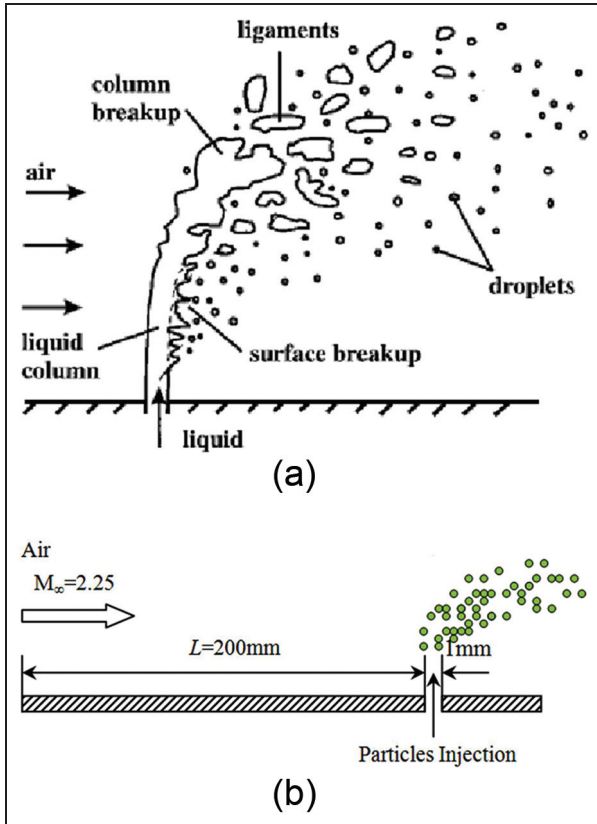 ligaments
column
breakup
air
droplets
liquid
column
surface breakup
liquid
(a)
Air
M∞=2.25
L=200mm
1mm
Particles Injection
(b)